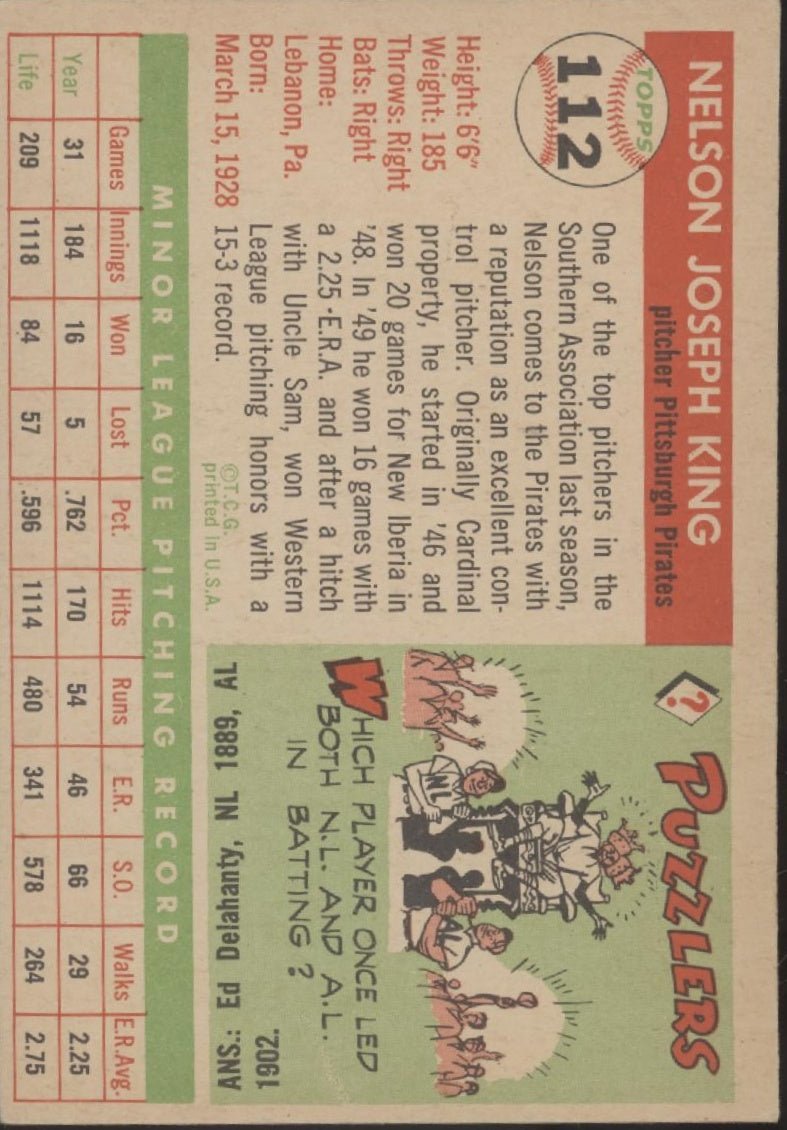 NELSON JOSEPH KING
pitcher Pittsburgh Pirates
TOPPS
112
Height: 6'6"
Weight: 185
Throws: Right
Bats: Right
Home:
Lebanon, Pa.
Born:
March 15, 1928
One of the top pitchers in the
Southern Association last season,
Nelson comes to the Pirates with
a reputation as an excellent con-
trol pitcher. Originally Cardinal
property, he started in '46 and
won 20 games for New Iberia in
'48. In '49 he won 16 games with
a 2.25 -E.R.A. and after a hitch
with Uncle Sam, won Western
League pitching honors with a
15-3 record.
©T.C.G.
printed in U.S.A.
?
PUZZLERS
NL
AL
WHICH PLAYER ONCE LED
BOTH N.L. AND A.L.
IN BATTING?
ANS.: Ed Delahanty, NL 1889, AL
1902.
MINOR LEAGUE PITCHING RECORD
Games Innings Won Lost Pct. Hits Runs E.R. S.O. Walks E.R.Avg.
Year 31 184 16 5 .762 170 54 46 66 29 2.25
Life 209 1118 84 57 .596 1114 480 341 578 264 2.75